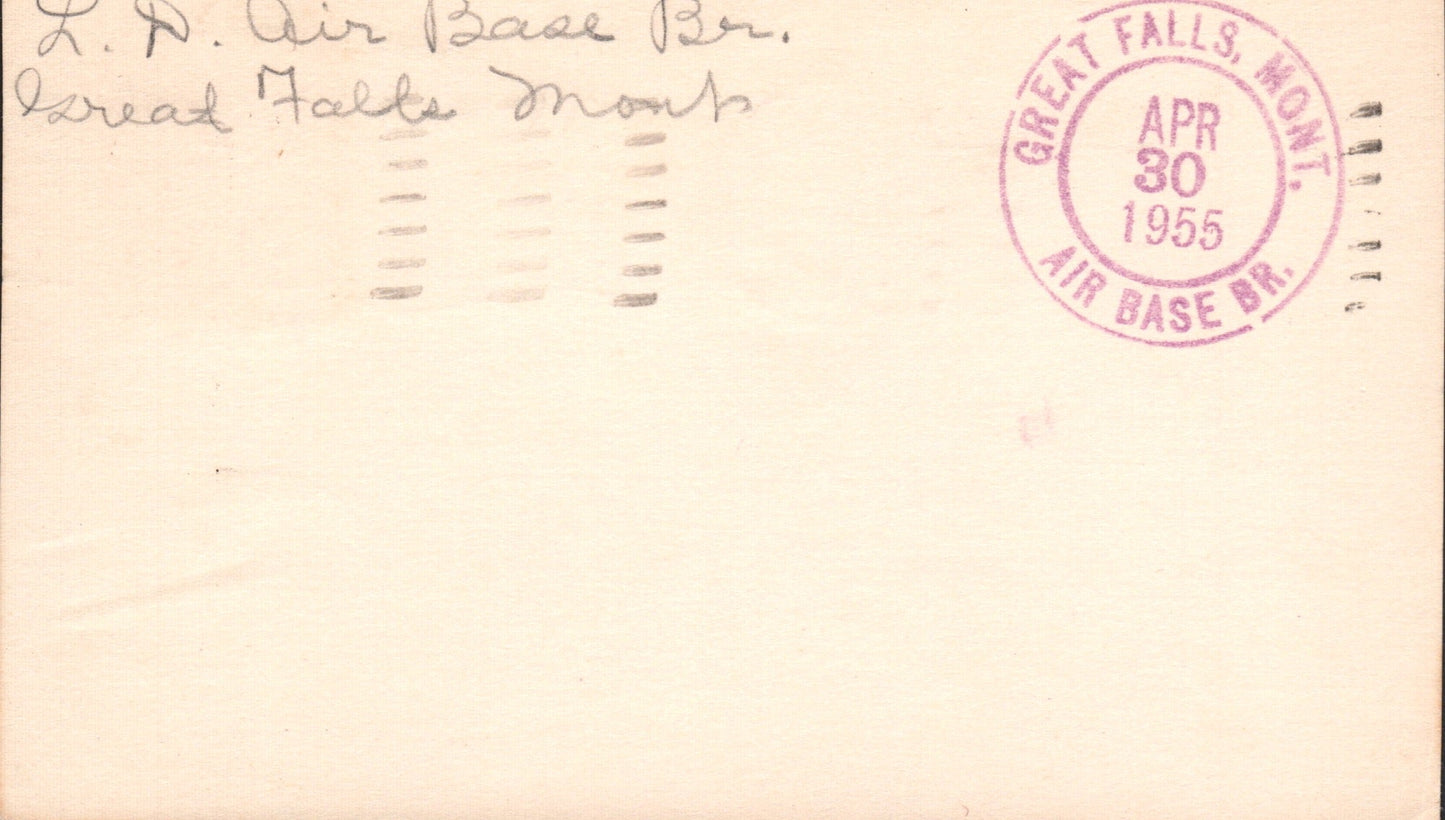 L. D. Air Base Br.
Great Falls Mont
GREAT FALLS, MONT.
APR
30
1955
AIR BASE BR.